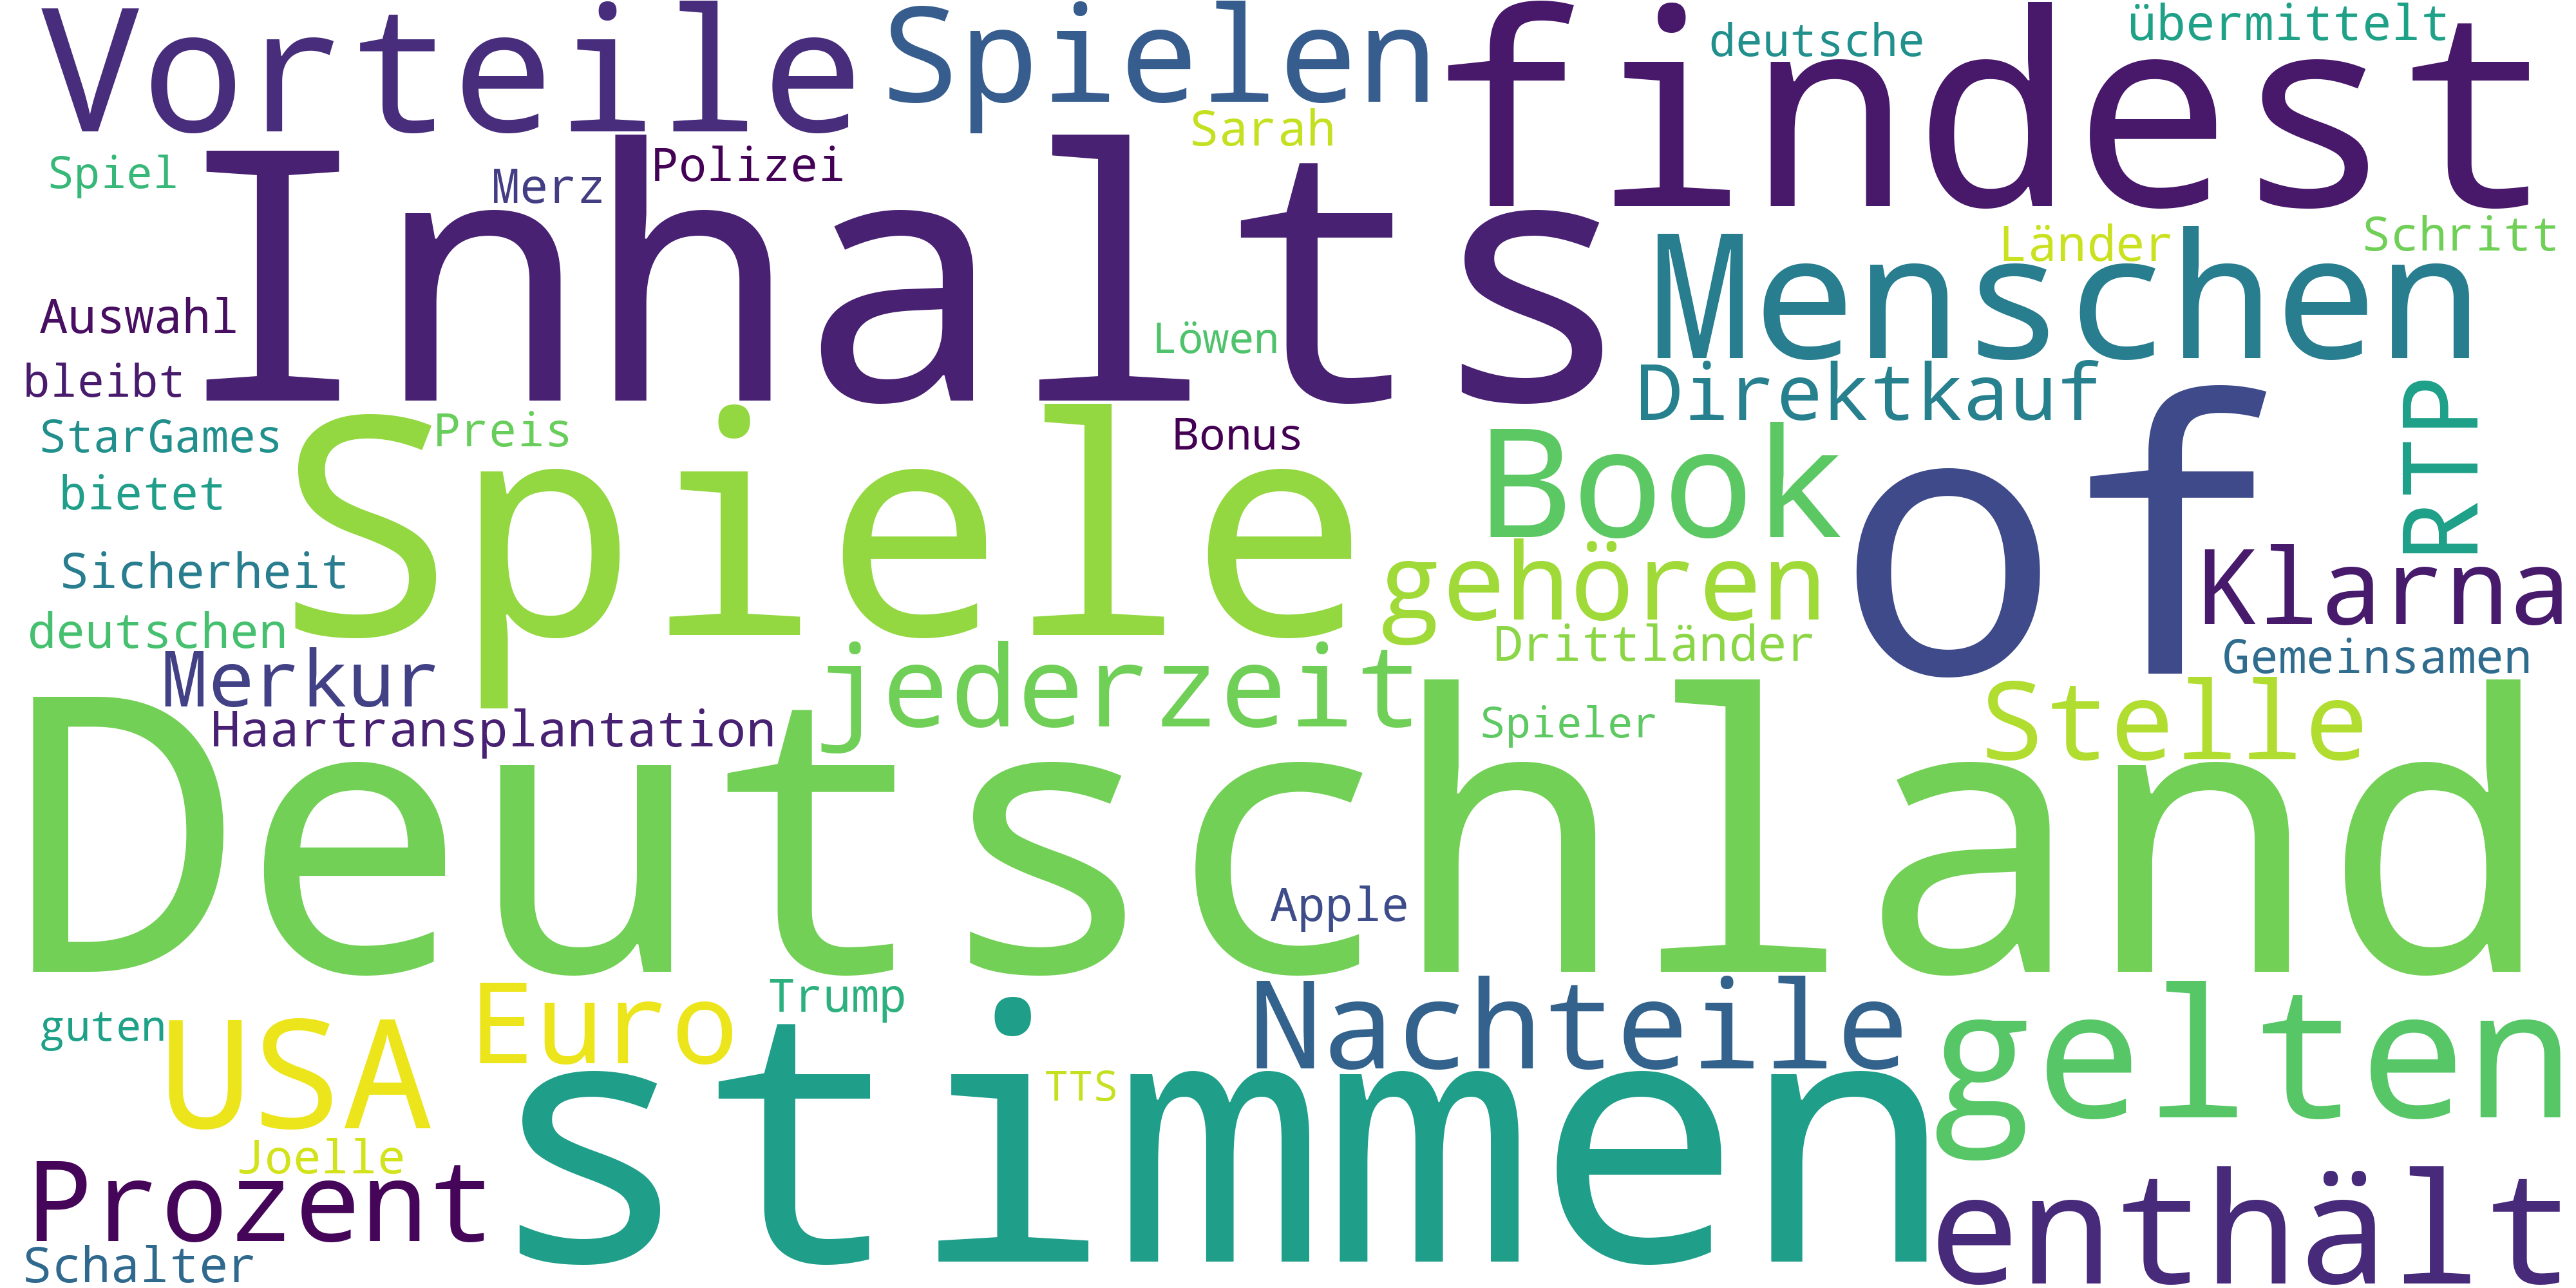 Vorteile
Spielen
findest
deutsche
übermittelt
Sarah
Spiel
Merz
Polizei
Inhalts
Menschen
Länder
Schritt
Auswahl
Löwen
bleibt
Direktkauf
RTP
StarGames
Preis
Bonus
Book
of
bietet
Spiele
Sicherheit
gehören
Klarna
deutschen
Drittländer
Gemeinsamen
Merkur
jederzeit
Haartransplantation
Spieler
Stelle
Deutschland
Apple
Euro
Trump
Nachteile
guten
USA
TTS
gelten
stimmen
Joelle
Prozent
enthält
Schalter